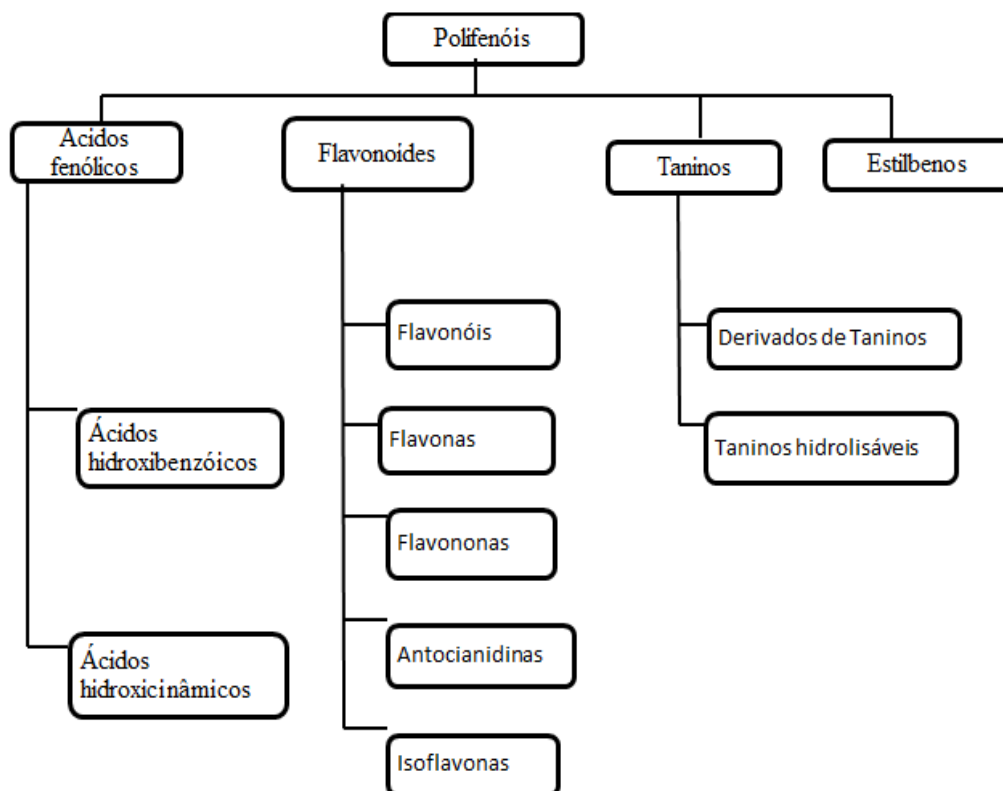 Polifenóis
Acidos
fenólicos
Flavonoides
Taninos
Estilbenos
Flavonóis
Derivados de Taninos
Ácidos
hidroxibenzóicos
Flavonas
Taninos hidrolisáveis
Flavononas
Ácidos
hidroxicinâmicos
Antocianidinas
Isoflavonas